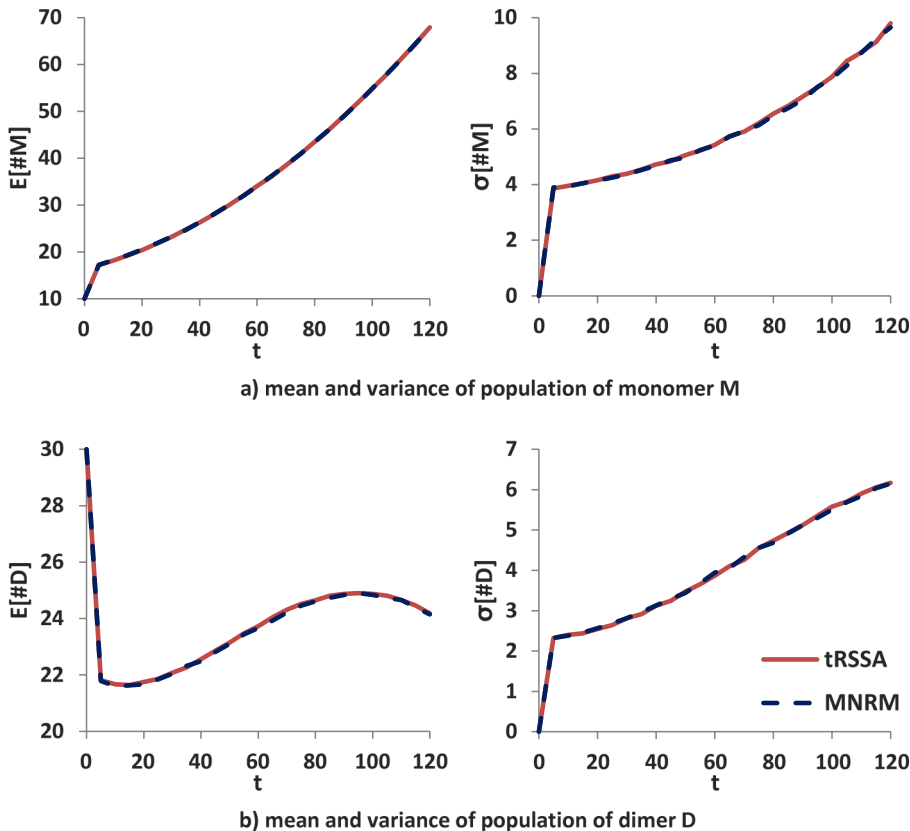 E[#M]
70
60
50
40
30
20
10
0 20 40 60 80 100 120
t
σ[#M]
10
8
6
4
2
0
0 20 40 60 80 100 120
t
a) mean and variance of population of monomer M
E[#D]
30
28
26
24
22
20
0 20 40 60 80 100 120
t
σ[#D]
7
6
5
4
3
2
1
0
0 20 40 60 80 100 120
t
tRSSA
MNRM
b) mean and variance of population of dimer D